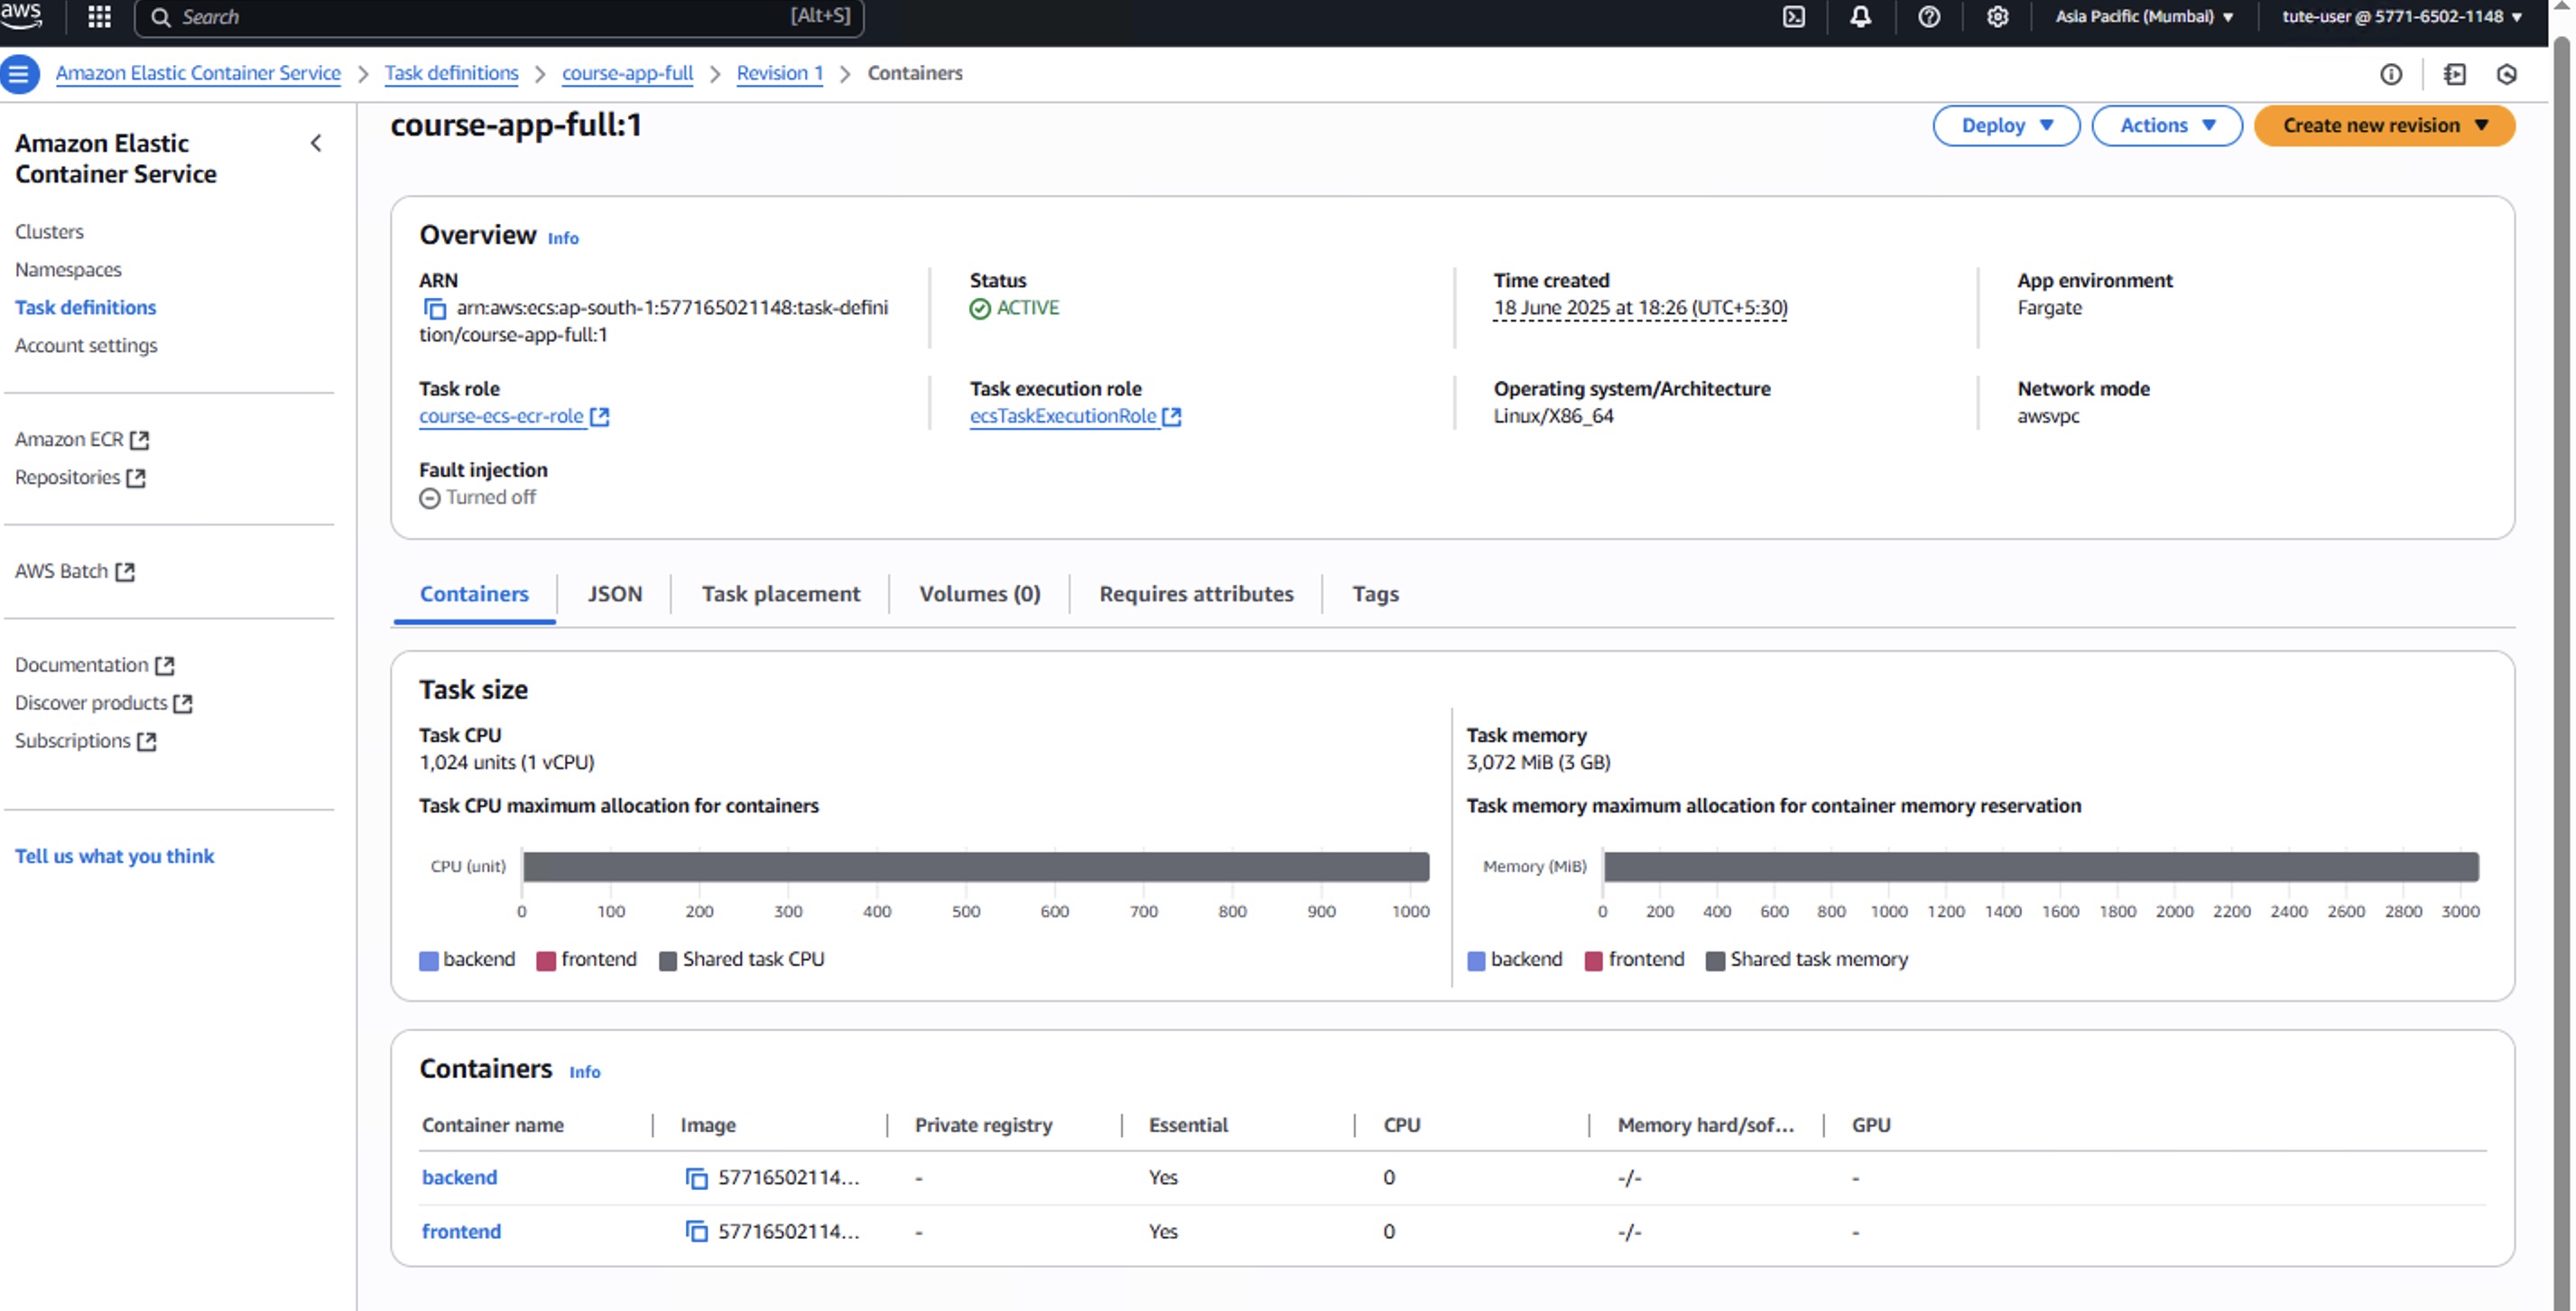 aws
Search [Alt+S]
Asia Pacific (Mumbai)
tute-user @ 5771-6502-1148
Amazon Elastic Container Service > Task definitions > course-app-full > Revision 1 > Containers
Amazon Elastic
Container Service
Clusters
Namespaces
Task definitions
Account settings
Amazon ECR
Repositories
AWS Batch
Documentation
Discover products
Subscriptions
Tell us what you think
course-app-full:1
Deploy
Actions
Create new revision
Overview Info
ARN
arn:aws:ecs:ap-south-1:577165021148:task-defini
tion/course-app-full:1
Status
ACTIVE
Time created
18 June 2025 at 18:26 (UTC+5:30)
App environment
Fargate
Task role
course-ecs-ecr-role
Task execution role
ecsTaskExecutionRole
Operating system/Architecture
Linux/X86_64
Network mode
awsvpc
Fault injection
Turned off
Containers
JSON
Task placement
Volumes (0)
Requires attributes
Tags
Task size
Task CPU
1,024 units (1 vCPU)
Task CPU maximum allocation for containers
CPU (unit)
0 100 200 300 400 500 600 700 800 900 1000
backend frontend Shared task CPU
Task memory
3,072 MiB (3 GB)
Task memory maximum allocation for container memory reservation
Memory (MiB)
0 200 400 600 800 1000 1200 1400 1600 1800 2000 2200 2400 2600 2800 3000
backend frontend Shared task memory
Containers Info
Container name Image Private registry Essential CPU Memory hard/sof... GPU
backend 57716502114... - Yes 0 -/- -
frontend 57716502114... - Yes 0 -/- -